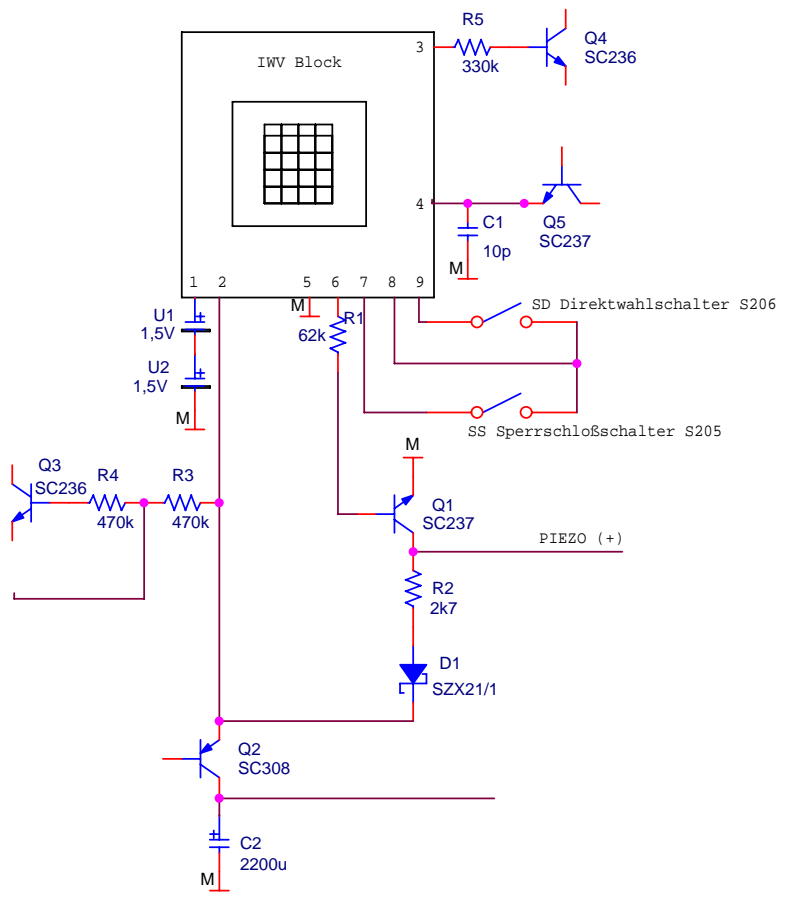 R5
3
Q4
SC236
330k
IWV Block
4
C1
10p
M
Q5
SC237
1
2
5
6
7
8
9
M
U1
1,5V
R1
62k
SD Direktwahlschalter S206
U2
1,5V
M
SS Sperrschloßschalter S205
M
Q3
SC236
R4
470k
R3
470k
Q1
SC237
PIEZO (+)
R2
2k7
D1
SZX21/1
Q2
SC308
C2
2200u
M